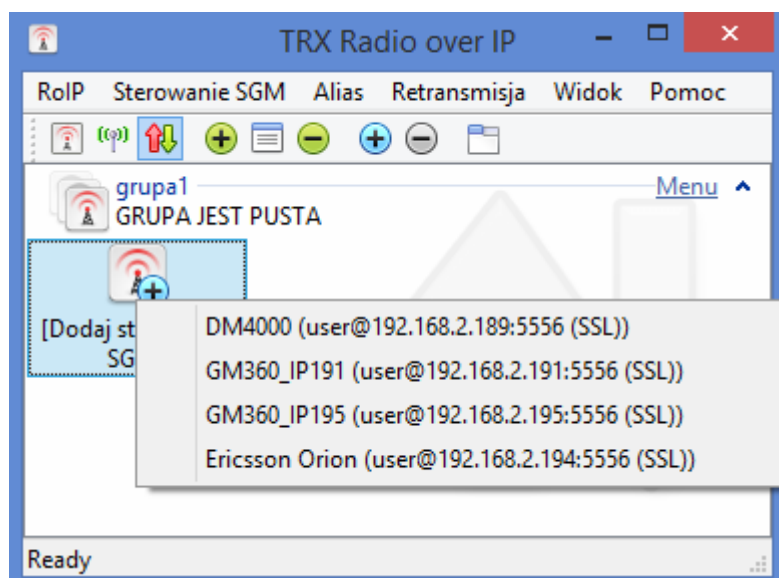 TRX Radio over IP
RoIP Sterowanie SGM Alias Retransmisja Widok Pomoc
grupa1 Menu
GRUPA JEST PUSTA
[Dodaj st
SG
DM4000 (user@192.168.2.189:5556 (SSL))
GM360_IP191 (user@192.168.2.191:5556 (SSL))
GM360_IP195 (user@192.168.2.195:5556 (SSL))
Ericsson Orion (user@192.168.2.194:5556 (SSL))
Ready